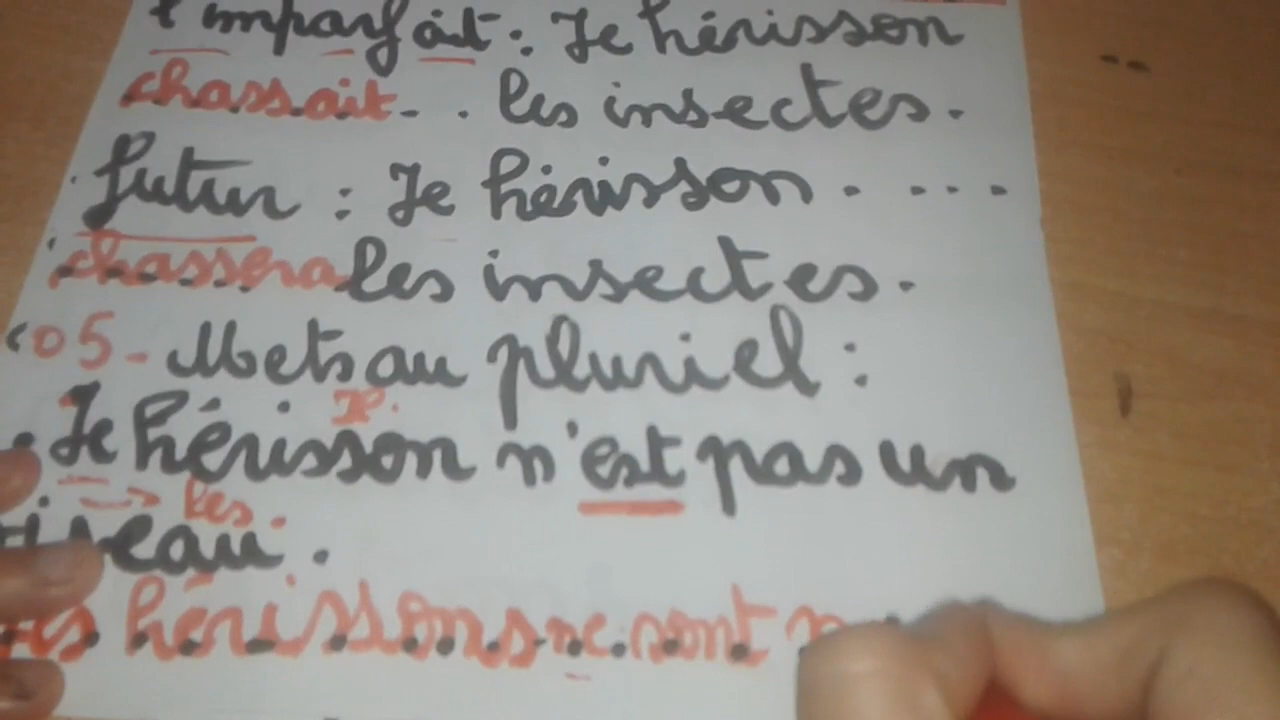 l'imparfait : Le hérisson
chassait . . les insectes.
futur : Le hérisson . . . . .
chassera les insectes.
05 - Mets au pluriel :
. Le hérisson n'est pas un
=> les.
oiseau.
Les hérissons ne sont